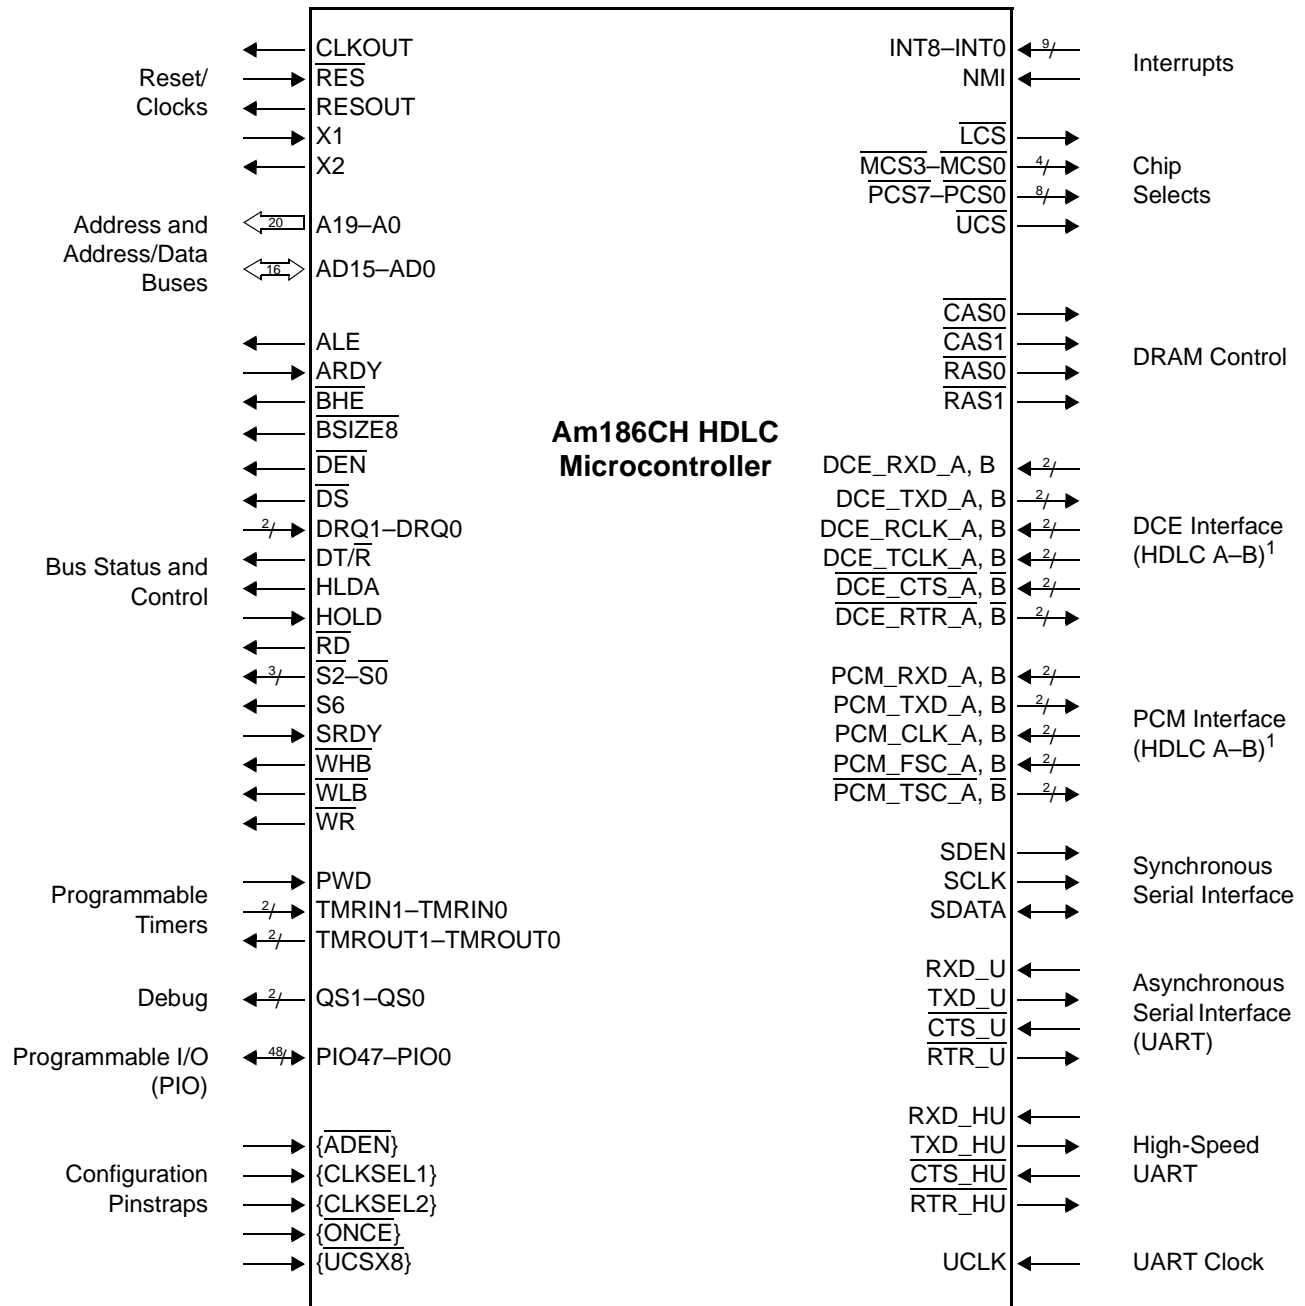 Reset/
Clocks
CLKOUT
RES
RESOUT
X1
X2
Address and
Address/Data
Buses
20
A19–A0
16
AD15–AD0
Bus Status and
Control
ALE
ARDY
BHE
BSIZE8
DEN
DS
2/
DRQ1–DRQ0
DT/R
HLDA
HOLD
RD
3/
S2–S0
S6
SRDY
WHB
WLB
WR
Programmable
Timers
PWD
2/
TMRIN1–TMRIN0
2/
TMROUT1–TMROUT0
Debug
2/
QS1–QS0
Programmable I/O
(PIO)
48/
PIO47–PIO0
Configuration
Pinstraps
{ADEN}
{CLKSEL1}
{CLKSEL2}
{ONCE}
{UCSX8}
Am186CH HDLC
Microcontroller
INT8–INT0
9/
NMI
Interrupts
LCS
MCS3–MCS0
4/
PCS7–PCS0
8/
UCS
Chip
Selects
CAS0
CAS1
RAS0
RAS1
DRAM Control
DCE_RXD_A, B
2/
DCE_TXD_A, B
2/
DCE_RCLK_A, B
2/
DCE_TCLK_A, B
2/
DCE_CTS_A, B
2/
DCE_RTR_A, B
2/
DCE Interface
(HDLC A–B)1
PCM_RXD_A, B
2/
PCM_TXD_A, B
2/
PCM_CLK_A, B
2/
PCM_FSC_A, B
2/
PCM_TSC_A, B
2/
PCM Interface
(HDLC A–B)1
SDEN
SCLK
SDATA
Synchronous
Serial Interface
RXD_U
TXD_U
CTS_U
RTR_U
Asynchronous
Serial Interface
(UART)
RXD_HU
TXD_HU
CTS_HU
RTR_HU
High-Speed
UART
UCLK
UART Clock